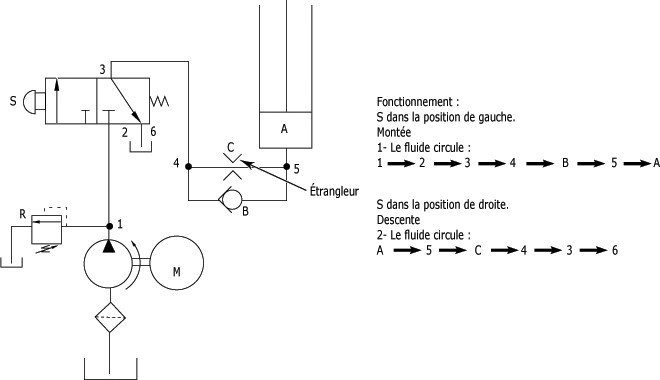 3
S
2
6
C
A
4
5
Étrangleur
B
R
1
M
Fonctionnement :
S dans la position de gauche.
Montée
1- Le fluide circule :
1 → 2 → 3 → 4 → B → 5 → A
S dans la position de droite.
Descente
2- Le fluide circule :
A → 5 → C → 4 → 3 → 6